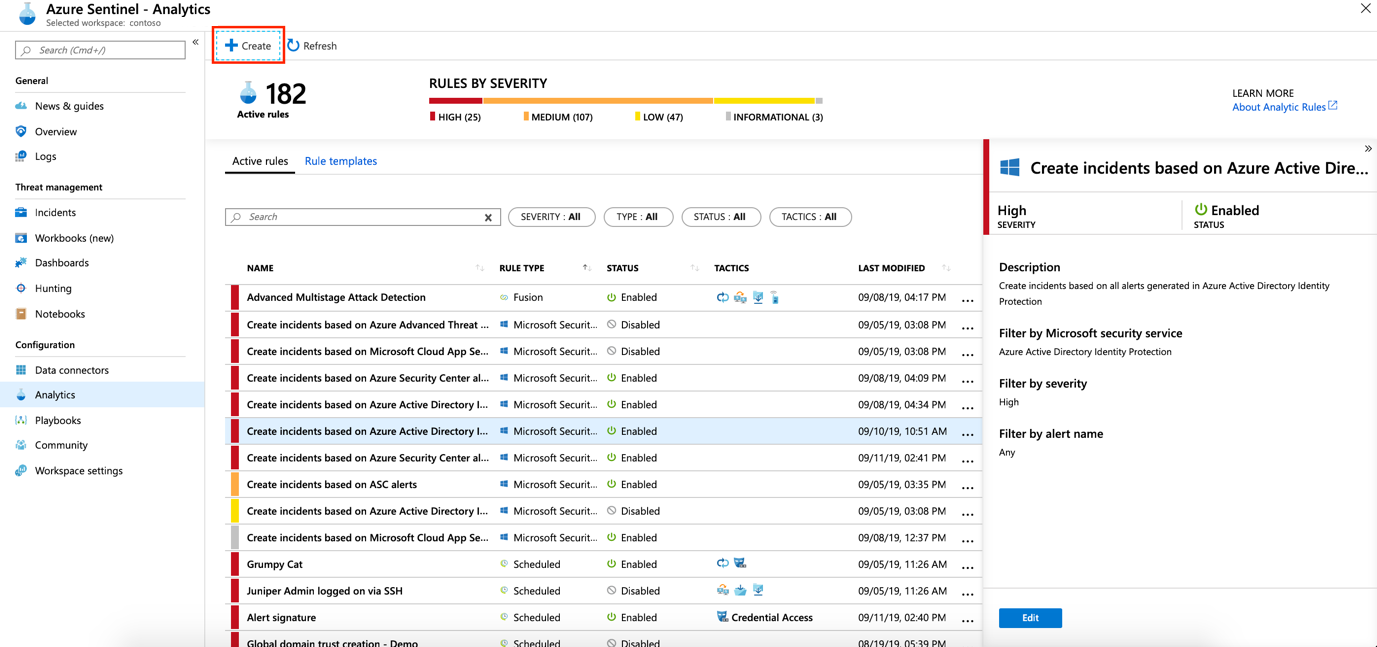 Azure Sentinel - Analytics
Selected workspace: contoso
Search (Cmd+/)
«
General
News & guides
Overview
Logs
Threat management
Incidents
Workbooks (new)
Dashboards
Hunting
Notebooks
Configuration
Data connectors
Analytics
Playbooks
Community
Workspace settings
Create
Refresh
182
Active rules
RULES BY SEVERITY
HIGH (25)
MEDIUM (107)
LOW (47)
INFORMATIONAL (3)
LEARN MORE
About Analytic Rules
Active rules
Rule templates
Search
SEVERITY : All
TYPE : All
STATUS : All
TACTICS : All
NAME RULE TYPE STATUS TACTICS LAST MODIFIED
Advanced Multistage Attack Detection Fusion Enabled 09/08/19, 04:17 PM ...
Create incidents based on Azure Advanced Threat ... Microsoft Securit... Disabled 09/05/19, 03:08 PM ...
Create incidents based on Microsoft Cloud App Se... Microsoft Securit... Disabled 09/05/19, 03:08 PM ...
Create incidents based on Azure Security Center al... Microsoft Securit... Enabled 09/08/19, 04:09 PM ...
Create incidents based on Azure Active Directory I... Microsoft Securit... Enabled 09/08/19, 04:34 PM ...
Create incidents based on Azure Active Directory I... Microsoft Securit... Enabled 09/10/19, 10:51 AM ...
Create incidents based on Azure Security Center al... Microsoft Securit... Enabled 09/11/19, 02:41 PM ...
Create incidents based on ASC alerts Microsoft Securit... Enabled 09/05/19, 03:35 PM ...
Create incidents based on Azure Active Directory I... Microsoft Securit... Disabled 09/05/19, 03:08 PM ...
Create incidents based on Microsoft Cloud App Se... Microsoft Securit... Enabled 09/08/19, 12:37 PM ...
Grumpy Cat Scheduled Enabled 09/05/19, 11:26 AM ...
Juniper Admin logged on via SSH Scheduled Disabled 09/05/19, 11:26 AM ...
Alert signature Scheduled Enabled Credential Access 09/11/19, 02:40 PM ...
Global domain trust creation - Demo Scheduled Disabled 08/19/19, 05:39 PM ...
»
Create incidents based on Azure Active Dire...
High
SEVERITY
Enabled
STATUS
Description
Create incidents based on all alerts generated in Azure Active Directory Identity
Protection
Filter by Microsoft security service
Azure Active Directory Identity Protection
Filter by severity
High
Filter by alert name
Any
Edit